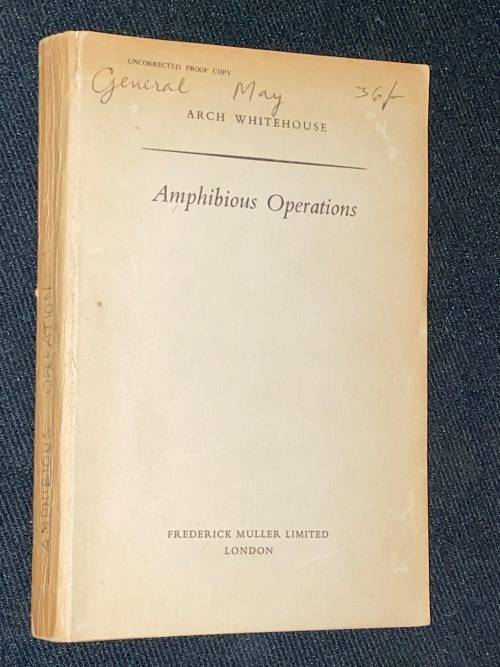 UNCORRECTED PROOF COPY
General May 36/-
ARCH WHITEHOUSE
Amphibious Operations
FREDERICK MULLER LIMITED
LONDON
AMPHIBIOUS OPERATION